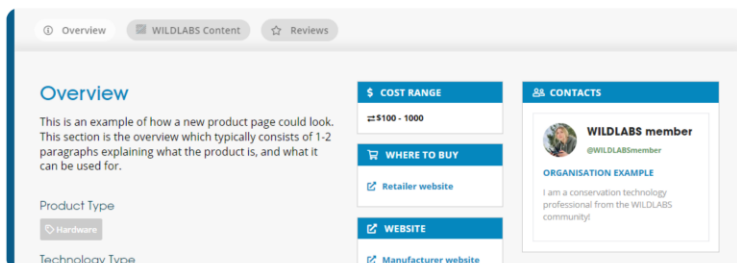 Overview
WILDLABS Content
Reviews
Overview
This is an example of how a new product page could look.
This section is the overview which typically consists of 1-2
paragraphs explaining what the product is, and what it
can be used for.
Product Type
Hardware
Technology Type
$ COST RANGE
$100 - 1000
WHERE TO BUY
Retailer website
WEBSITE
Manufacturer website
CONTACTS
WILDLABS member
@WILDLABSmember
ORGANISATION EXAMPLE
I am a conservation technology
professional from the WILDLABS
community!